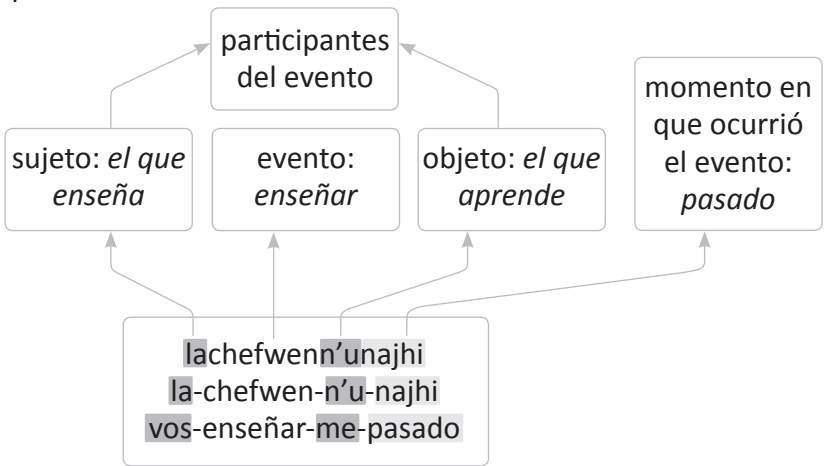 participantes
del evento
momento en
que ocurrió
el evento:
pasado
sujeto: el que
enseña
evento:
enseñar
objeto: el que
aprende
lachefwenn’unajhi
la-chefwen-n’u-najhi
vos-enseñar-me-pasado